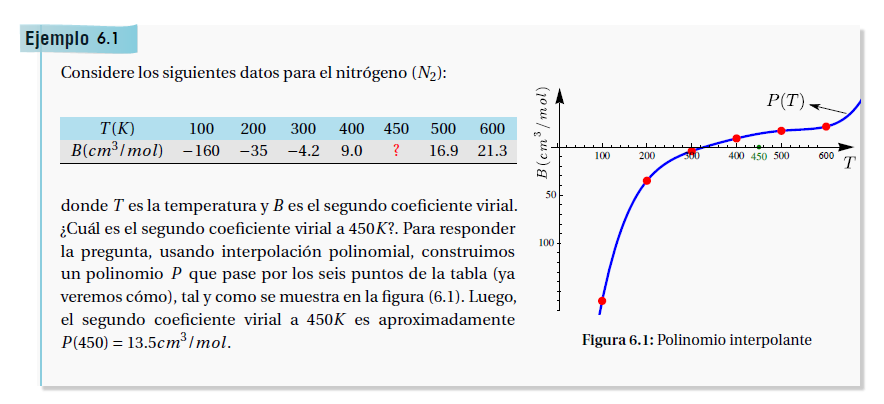 Ejemplo 6.1
Considere los siguientes datos para el nitrógeno (N₂):
T(K) 100 200 300 400 450 500 600
B(cm³/mol) −160 −35 −4.2 9.0 ? 16.9 21.3
donde T es la temperatura y B es el segundo coeficiente virial.
¿Cuál es el segundo coeficiente virial a 450K?. Para responder
la pregunta, usando interpolación polinomial, construimos
un polinomio P que pase por los seis puntos de la tabla (ya
veremos cómo), tal y como se muestra en la figura (6.1). Luego,
el segundo coeficiente virial a 450K es aproximadamente
P(450) = 13.5cm³/mol.
B(cm³/mol)
P(T)
100 200 300 400 450 500 600 T
50
100
Figura 6.1: Polinomio interpolante